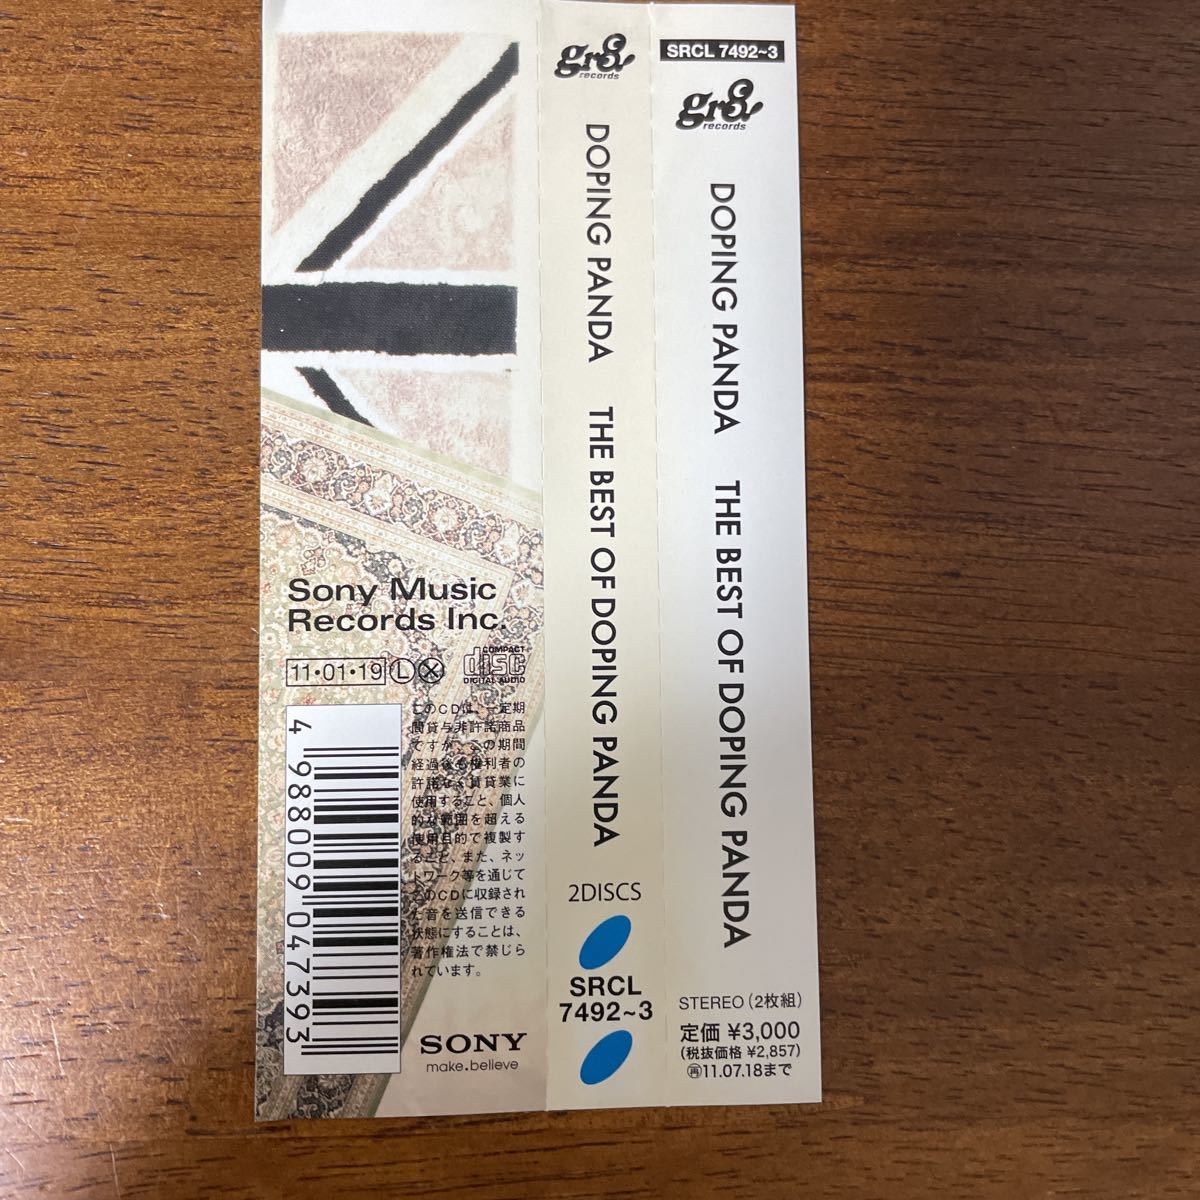 Sony Music
Records Inc.
11・01・19 L X
COMPACT
disc
DIGITAL AUDIO
このCDは、一定期
間貸与非許諾商品
ですが、この期間
経過後も権利者の
許諾なく賃貸業に
使用すること、個人
的な範囲を超える
使用目的で複製す
ること、また、ネッ
トワーク等を通じて
このCDに収録され
た音を送信できる
状態にすることは、
著作権法で禁じら
れています。
4 988009 047393
SONY
make.believe
gr8!
records
DOPING PANDA THE BEST OF DOPING PANDA
2DISCS
SRCL
7492~3
SRCL 7492~3
gr8!
records
DOPING PANDA THE BEST OF DOPING PANDA
STEREO (2枚組)
定価 ¥3,000
(税抜価格 ¥2,857)
㊢11.07.18まで